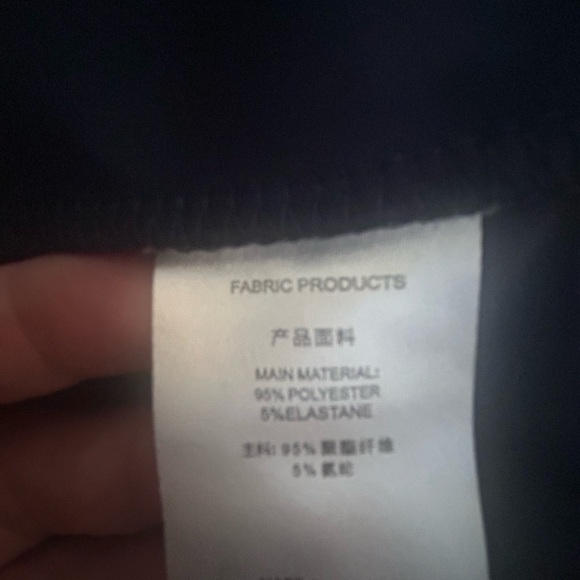 FABRIC PRODUCTS
产品面料
MAIN MATERIAL:
95% POLYESTER
5%ELASTANE
主料: 95% 聚酯纤维
5% 氨纶